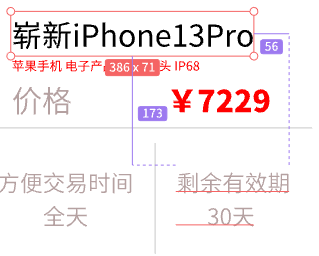 崭新iPhone13Pro
56
苹果手机 电子产 头 IP68
386 x 71
价格
¥7229
173
方便交易时间
剩余有效期
全天
30天